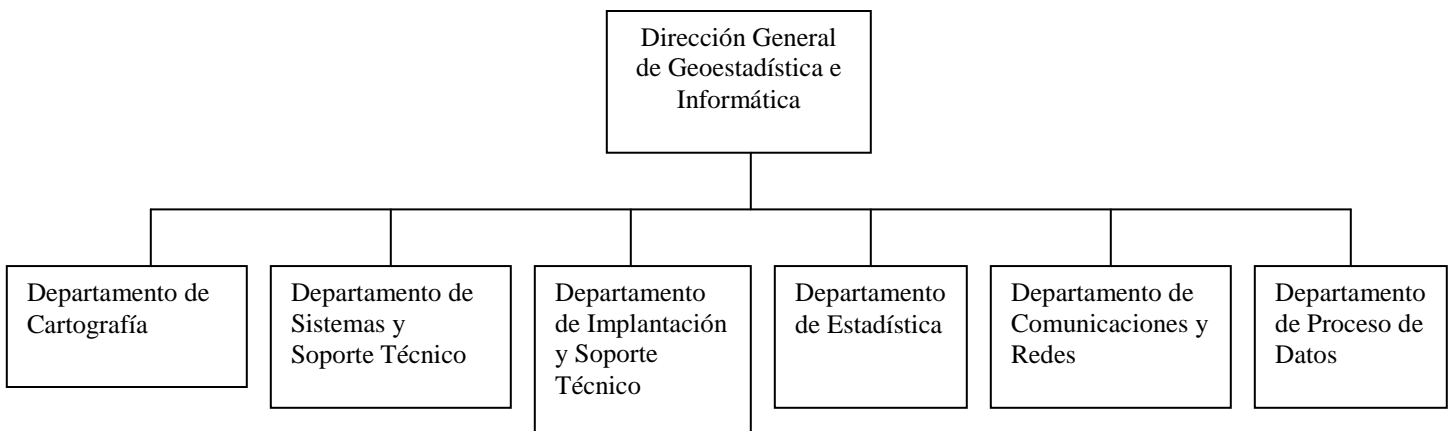 Dirección General
de Geoestadística e
Informática
Departamento de
Cartografía
Departamento de
Sistemas y
Soporte Técnico
Departamento
de Implantación
y Soporte
Técnico
Departamento
de Estadística
Departamento de
Comunicaciones y
Redes
Departamento
de Proceso de
Datos